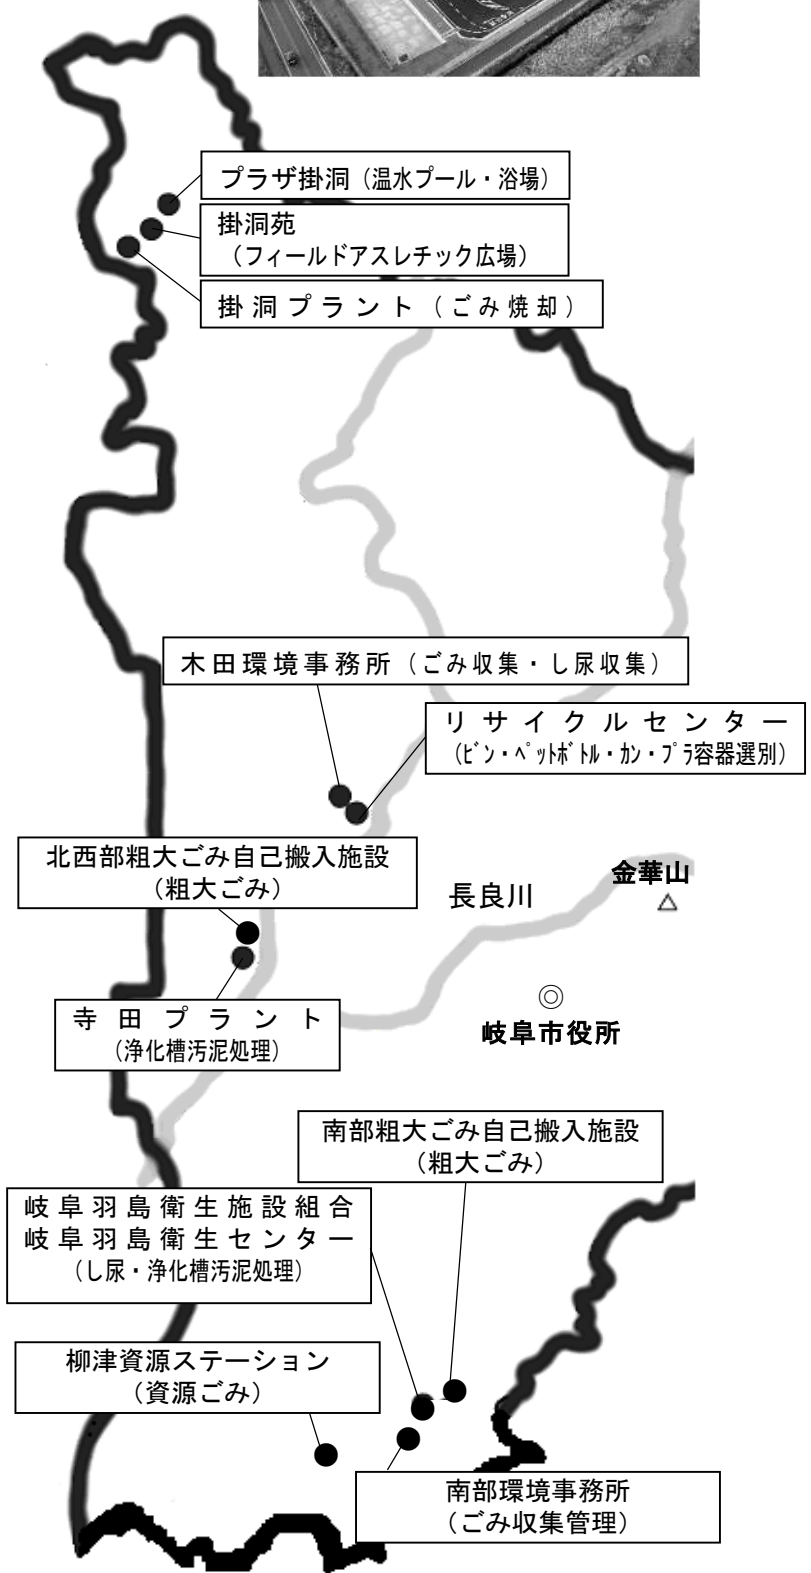 プラザ掛洞（温水プール・浴場）
掛洞苑
（フィールドアスレチック広場）
掛洞プラント（ごみ焼却）
木田環境事務所（ごみ収集・し尿収集）
リサイクルセンター
（ﾋﾞﾝ・ﾍﾟｯﾄﾎﾞﾄﾙ・ｶﾝ・ﾌﾟﾗ容器選別）
北西部粗大ごみ自己搬入施設
（粗大ごみ）
長良川
金華山
寺田プラント
（浄化槽汚泥処理）
岐阜市役所
南部粗大ごみ自己搬入施設
（粗大ごみ）
岐阜羽島衛生施設組合
岐阜羽島衛生センター
（し尿・浄化槽汚泥処理）
柳津資源ステーション
（資源ごみ）
南部環境事務所
（ごみ収集管理）